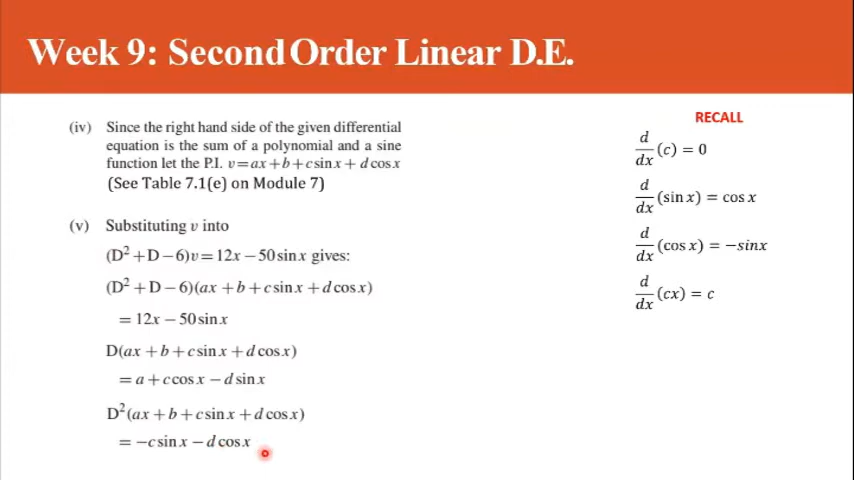 Week 9: Second Order Linear D.E.
(iv) Since the right hand side of the given differential
equation is the sum of a polynomial and a sine
function let the P.I. v=ax+b+c sin x+d cos x
(See Table 7.1(e) on Module 7)
(v) Substituting v into
(D²+D−6)v=12x−50 sin x gives:
(D²+D−6)(ax+b+c sin x+d cos x)
=12x−50 sin x
D(ax+b+c sin x+d cos x)
=a+c cos x−d sin x
D²(ax+b+c sin x+d cos x)
=−c sin x−d cos x
RECALL
d/dx (c) = 0
d/dx (sin x) = cos x
d/dx (cos x) = −sinx
d/dx (cx) = c